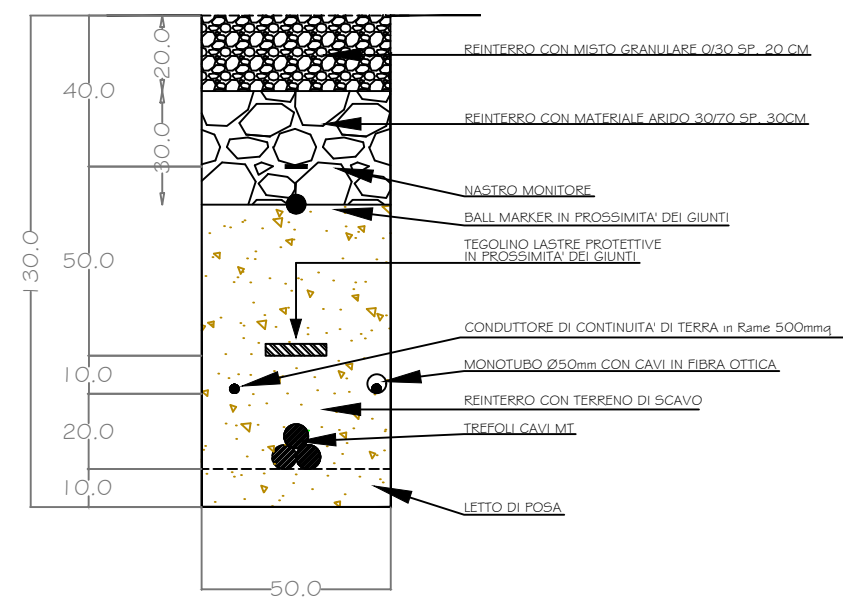 REINTERRO CON MISTO GRANULARE 0/30 SP. 20 CM
REINTERRO CON MATERIALE ARIDO 30/70 SP. 30CM
NASTRO MONITORE
BALL MARKER IN PROSSIMITA' DEI GIUNTI
TEGOLINO LASTRE PROTETTIVE
IN PROSSIMITA' DEI GIUNTI
CONDUTTORE DI CONTINUITA' DI TERRA in Rame 500mmq
MONOTUBO Ø50mm CON CAVI IN FIBRA OTTICA
REINTERRO CON TERRENO DI SCAVO
TREFOLI CAVI MT
LETTO DI POSA
130.0
40.0
50.0
10.0
20.0
10.0
20.0
30.0
50.0